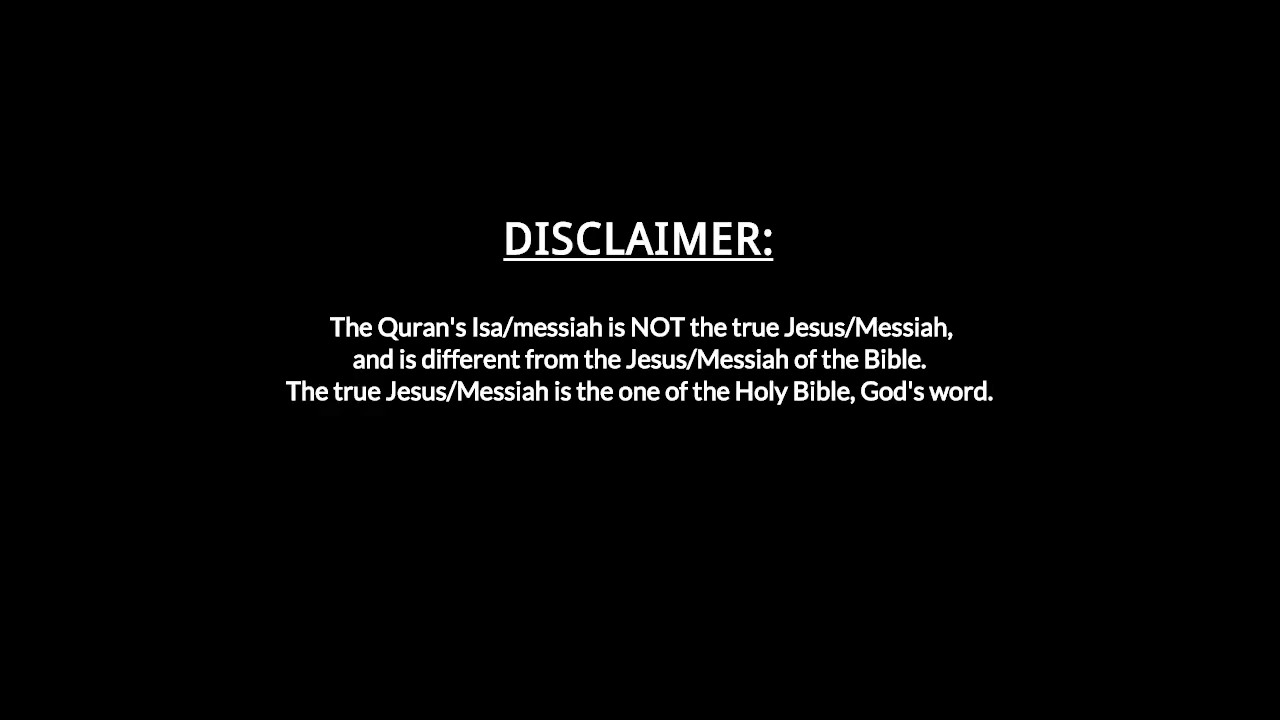 DISCLAIMER:
The Quran's Isa/messiah is NOT the true Jesus/Messiah,
and is different from the Jesus/Messiah of the Bible.
The true Jesus/Messiah is the one of the Holy Bible, God's word.